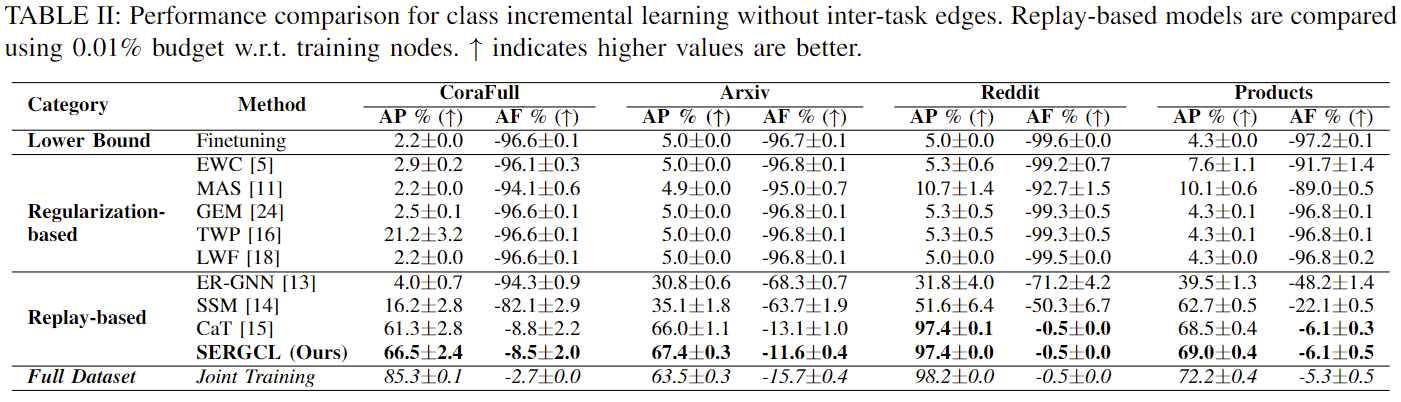 TABLE II: Performance comparison for class incremental learning without inter-task edges. Replay-based models are compared
using 0.01% budget w.r.t. training nodes. ↑ indicates higher values are better.
Category Method CoraFull Arxiv Reddit Products
AP % (↑) AF % (↑) AP % (↑) AF % (↑) AP % (↑) AF % (↑) AP % (↑) AF % (↑)
Lower Bound Finetuning 2.2±0.0 -96.6±0.1 5.0±0.0 -96.7±0.1 5.0±0.0 -99.6±0.0 4.3±0.0 -97.2±0.1
EWC [5] 2.9±0.2 -96.1±0.3 5.0±0.0 -96.8±0.1 5.3±0.6 -99.2±0.7 7.6±1.1 -91.7±1.4
MAS [11] 2.2±0.0 -94.1±0.6 4.9±0.0 -95.0±0.7 10.7±1.4 -92.7±1.5 10.1±0.6 -89.0±0.5
Regularization-
based
GEM [24] 2.5±0.1 -96.6±0.1 5.0±0.0 -96.8±0.1 5.3±0.5 -99.3±0.5 4.3±0.1 -96.8±0.1
TWP [16] 21.2±3.2 -96.6±0.1 5.0±0.0 -96.8±0.1 5.3±0.5 -99.3±0.5 4.3±0.1 -96.8±0.1
LWF [18] 2.2±0.0 -96.6±0.1 5.0±0.0 -96.8±0.1 5.0±0.0 -99.5±0.0 4.3±0.0 -96.8±0.2
Replay-based
ER-GNN [13] 4.0±0.7 -94.3±0.9 30.8±0.6 -68.3±0.7 31.8±4.0 -71.2±4.2 39.5±1.3 -48.2±1.4
SSM [14] 16.2±2.8 -82.1±2.9 35.1±1.8 -63.7±1.9 51.6±6.4 -50.3±6.7 62.7±0.5 -22.1±0.5
CaT [15] 61.3±2.8 -8.8±2.2 66.0±1.1 -13.1±1.0 97.4±0.1 -0.5±0.0 68.5±0.4 -6.1±0.3
SERGCL (Ours) 66.5±2.4 -8.5±2.0 67.4±0.3 -11.6±0.4 97.4±0.0 -0.5±0.0 69.0±0.4 -6.1±0.5
Full Dataset Joint Training 85.3±0.1 -2.7±0.0 63.5±0.3 -15.7±0.4 98.2±0.0 -0.5±0.0 72.2±0.4 -5.3±0.5